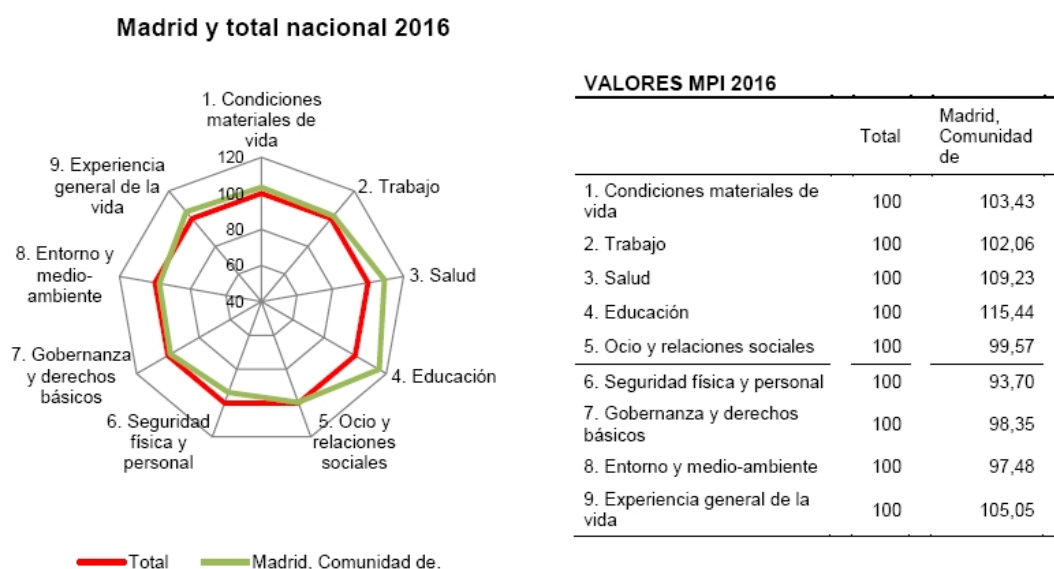 Madrid y total nacional 2016
1. Condiciones
materiales de
vida
120
100
80
60
40
2. Trabajo
3. Salud
4. Educación
5. Ocio y
relaciones
sociales
6. Seguridad
física y
personal
7. Gobernanza
y derechos
básicos
8. Entorno y
medio-
ambiente
9. Experiencia
general de la
vida
Total
Madrid, Comunidad de.
VALORES MPI 2016
Total
Madrid,
Comunidad
de
1. Condiciones materiales de
vida
100
103,43
2. Trabajo 100 102,06
3. Salud 100 109,23
4. Educación 100 115,44
5. Ocio y relaciones sociales 100 99,57
6. Seguridad física y personal 100 93,70
7. Gobernanza y derechos
básicos
100
98,35
8. Entorno y medio-ambiente 100 97,48
9. Experiencia general de la
vida
100
105,05